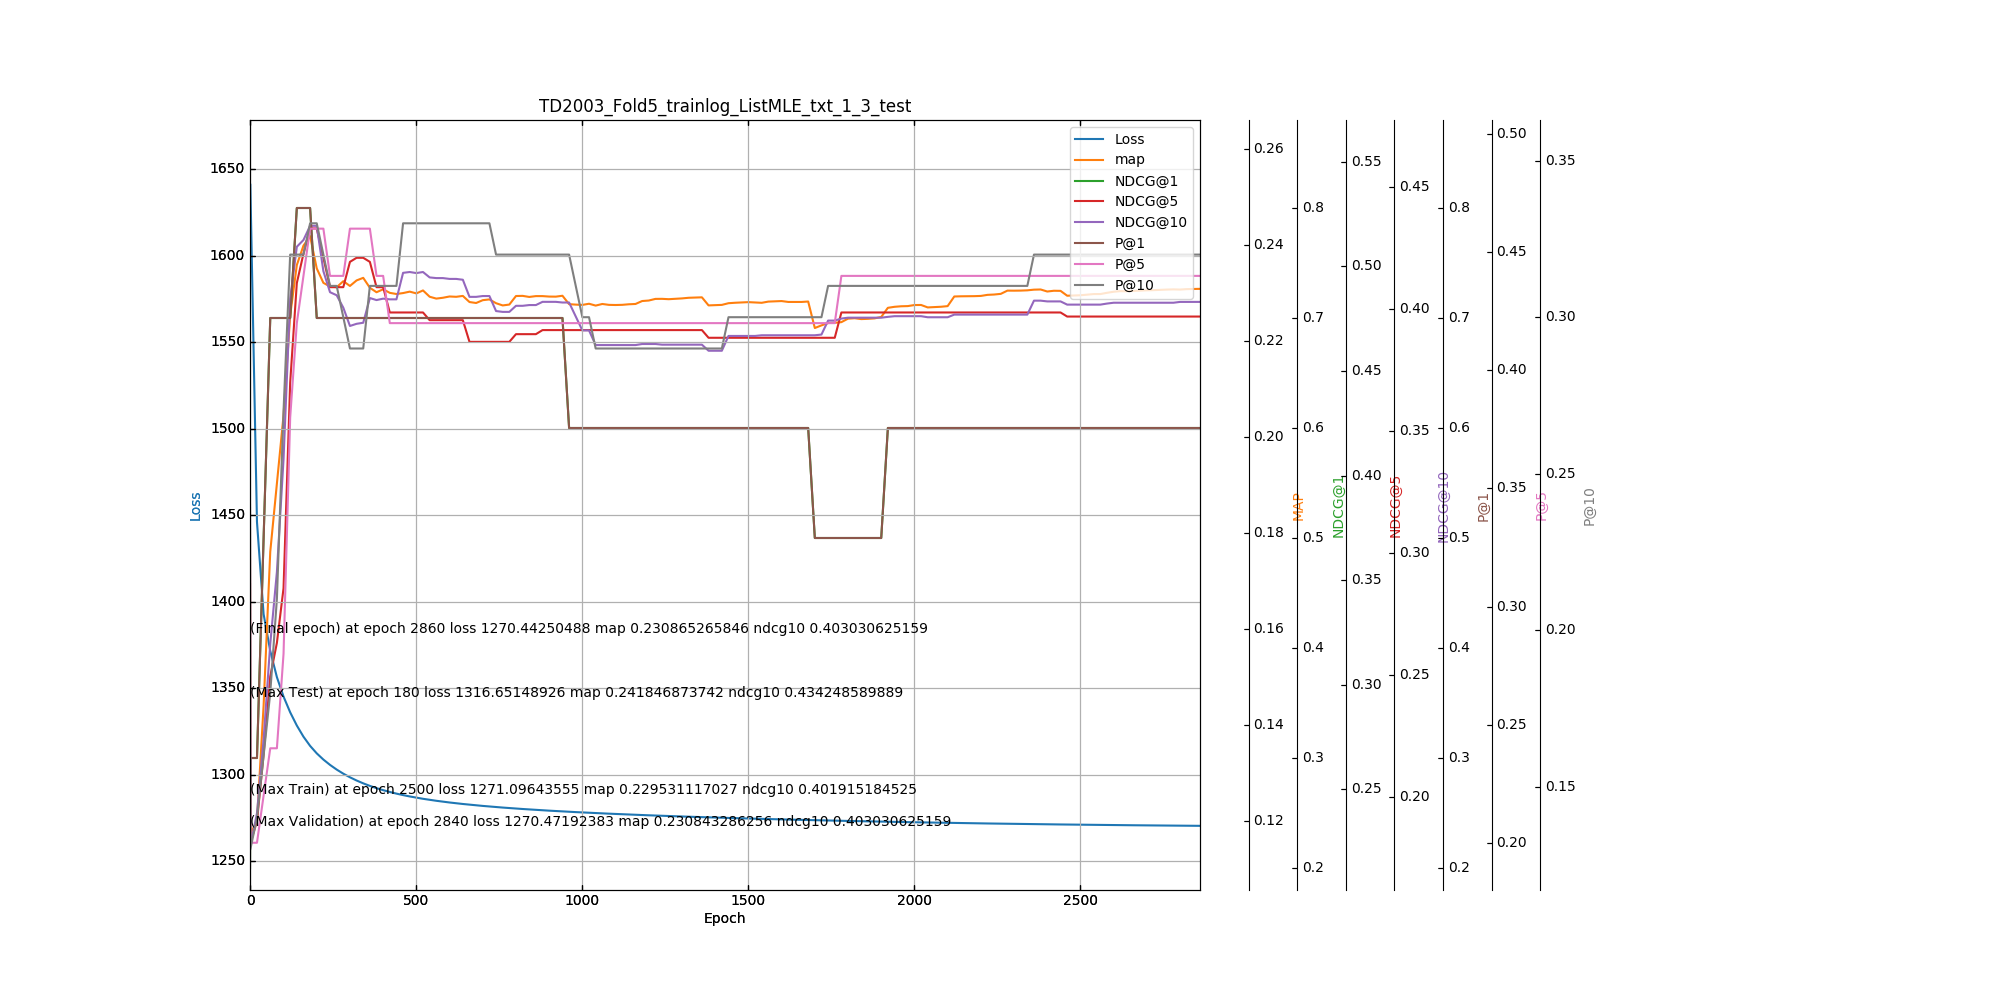 TD2003_Fold5_trainlog_ListMLE_txt_1_3_test
Loss
map
NDCG@1
NDCG@5
NDCG@10
P@1
P@5
P@10
1650
1600
1550
1500
1450
1400
1350
1300
1250
Loss
(Final epoch) at epoch 2860 loss 1270.44250488 map 0.230865265846 ndcg10 0.403030625159
(Max Test) at epoch 180 loss 1316.65148926 map 0.241846873742 ndcg10 0.434248589889
(Max Train) at epoch 2500 loss 1271.09643555 map 0.229531117027 ndcg10 0.401915184525
(Max Validation) at epoch 2840 loss 1270.47192383 map 0.230843286256 ndcg10 0.403030625159
0 500 1000 1500 2000 2500
Epoch
0.26
0.24
0.22
0.20
0.18
0.16
0.14
0.12
MAP
0.8
0.7
0.6
0.5
0.4
0.3
0.2
NDCG@1
0.55
0.50
0.45
0.40
0.35
0.30
0.25
NDCG@5
0.45
0.40
0.35
0.30
0.25
0.20
NDCG@10
0.8
0.7
0.6
0.5
0.4
0.3
0.2
P@1
0.50
0.45
0.40
0.35
0.30
0.25
0.20
P@5
0.35
0.30
0.25
0.20
0.15
P@10